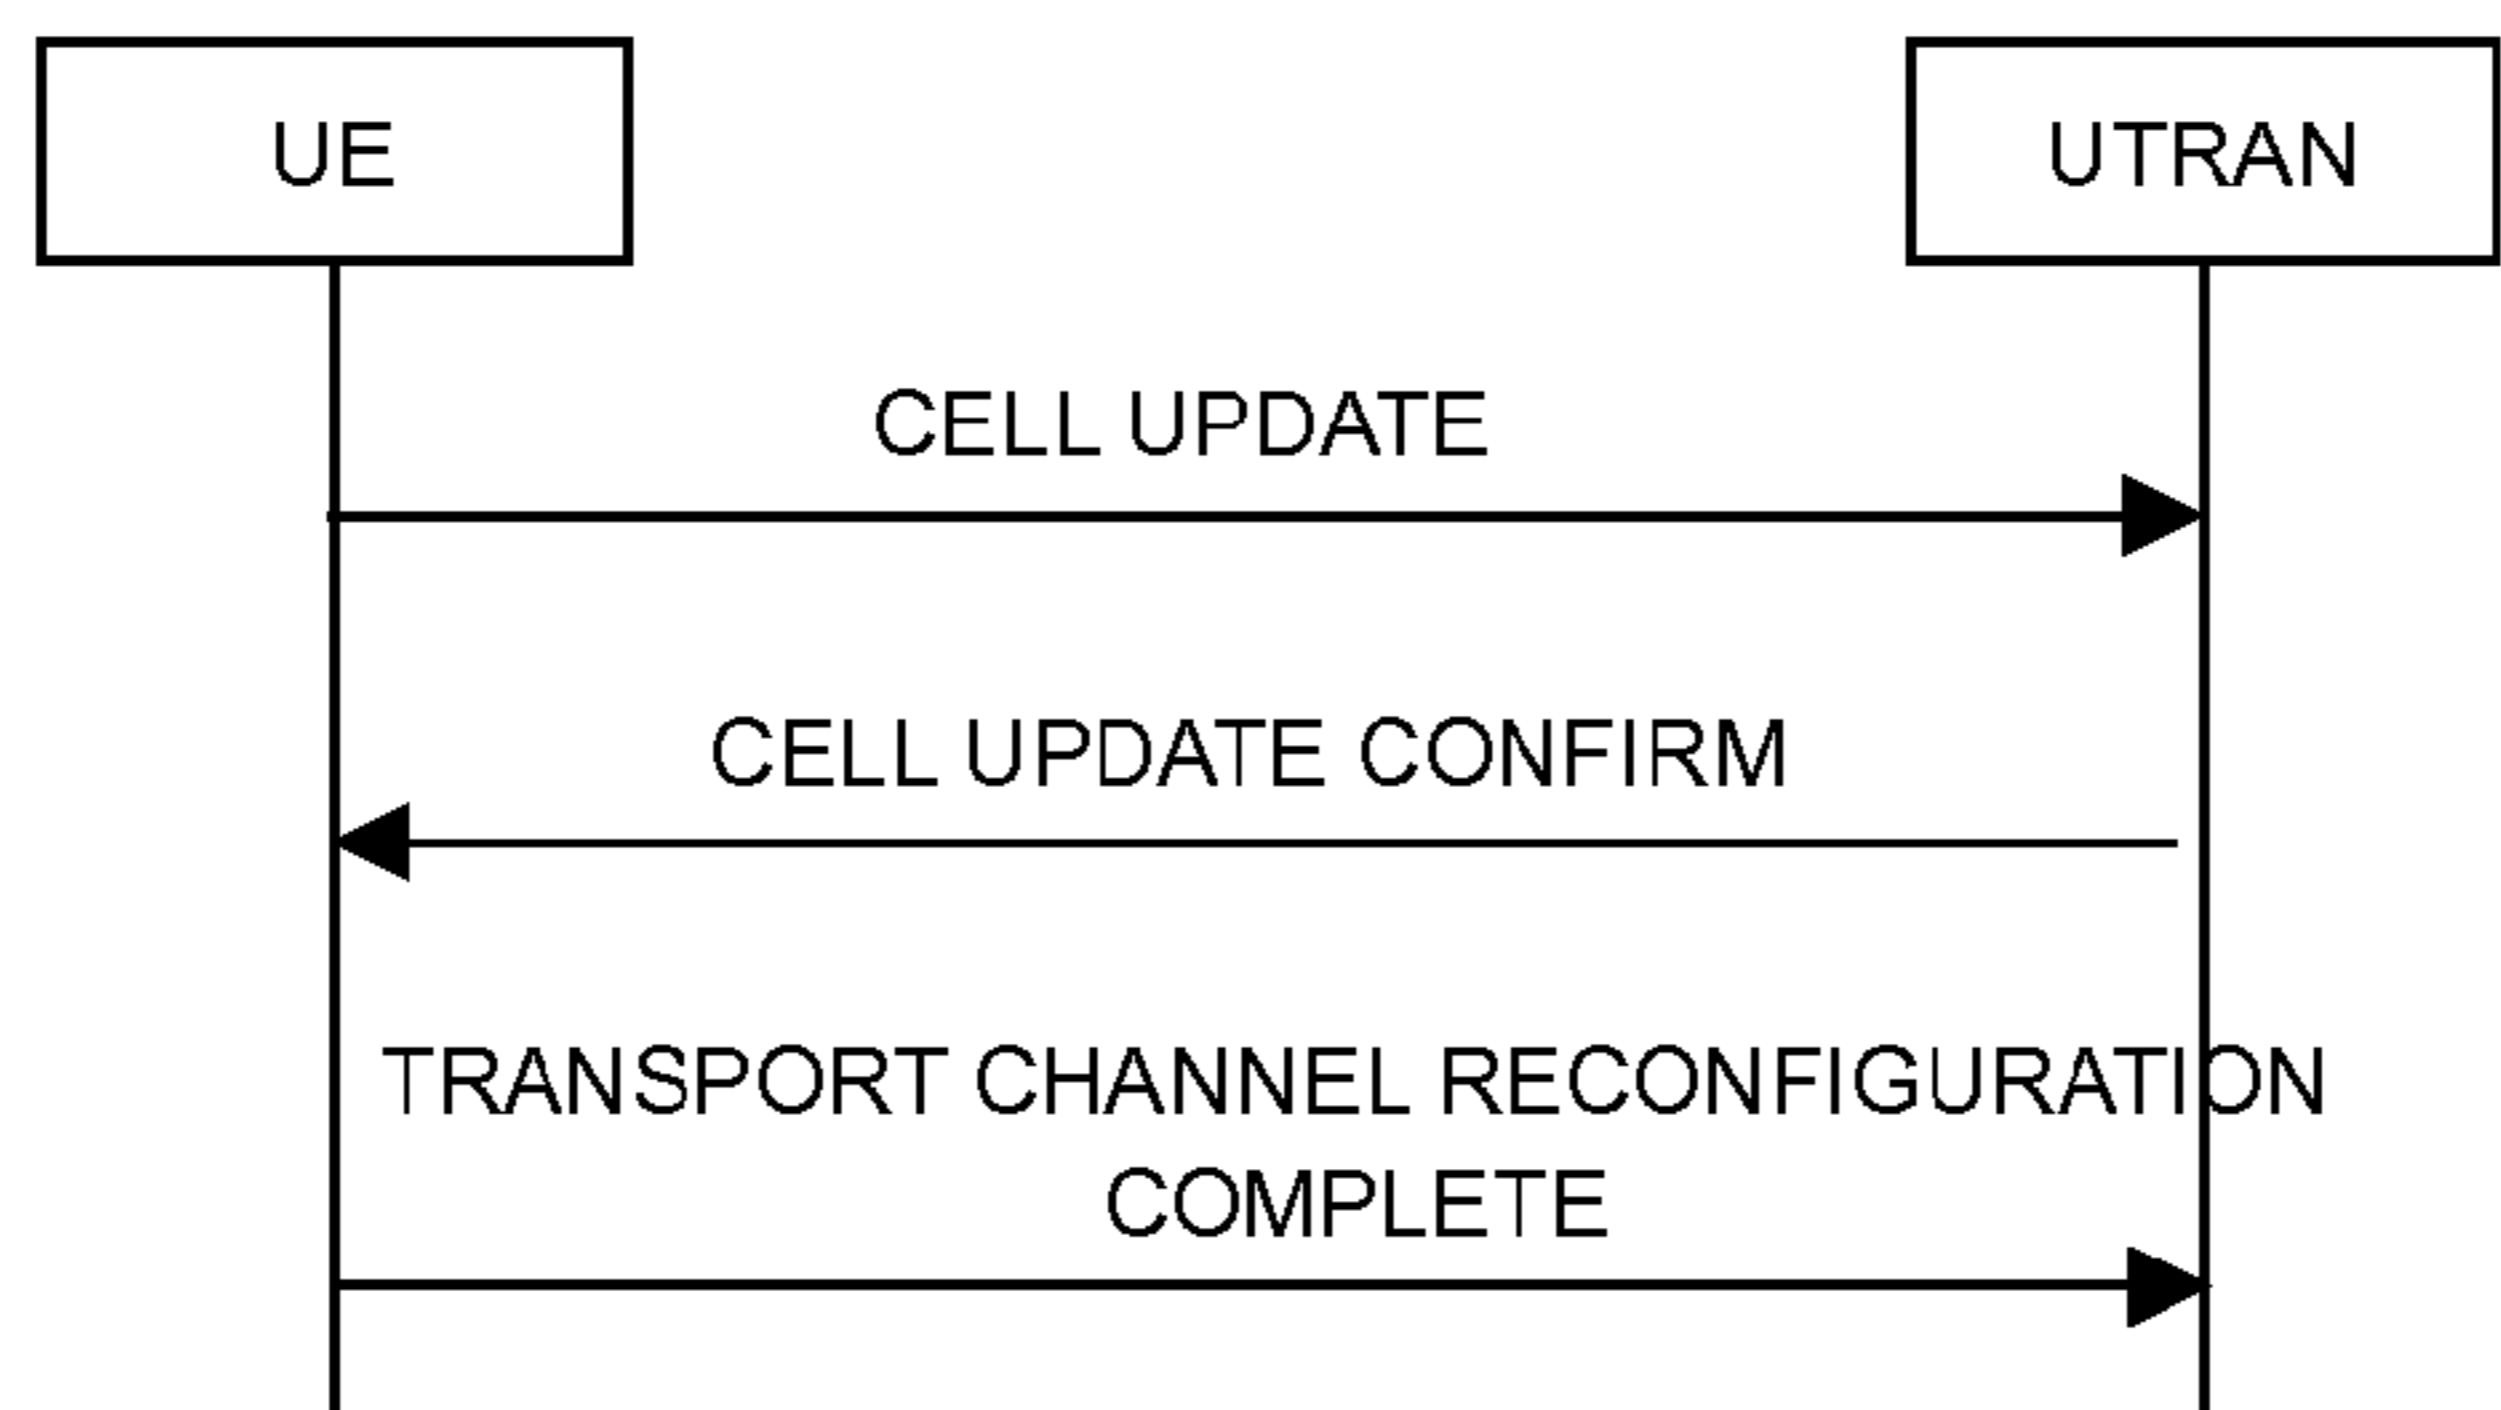 UE
UTRAN
CELL UPDATE
CELL UPDATE CONFIRM
TRANSPORT CHANNEL RECONFIGURATION
COMPLETE